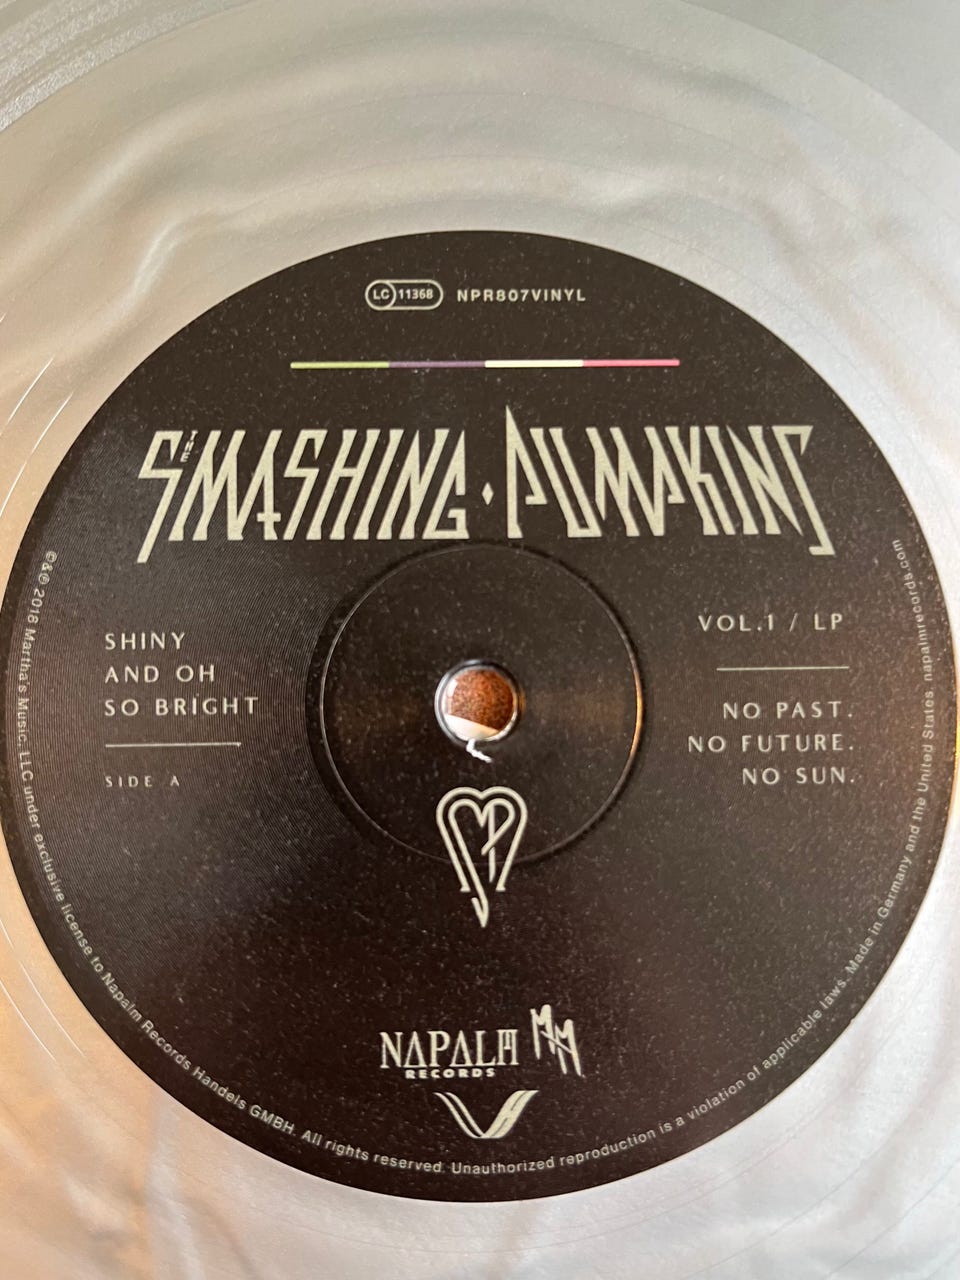 LC 11368 NPR807VINYL
THE SMASHING PUMPKINS
SHINY
AND OH
SO BRIGHT
SIDE A
VOL.1 / LP
NO PAST.
NO FUTURE.
NO SUN.
SP
NAPALM
RECORDS
MM
℗&© 2018 Martha's Music, LLC under exclusive license to Napalm Records Handels GMBH. All rights reserved. Unauthorized reproduction is a violation of applicable laws. Made in Germany and the United States. napalmrecords.com